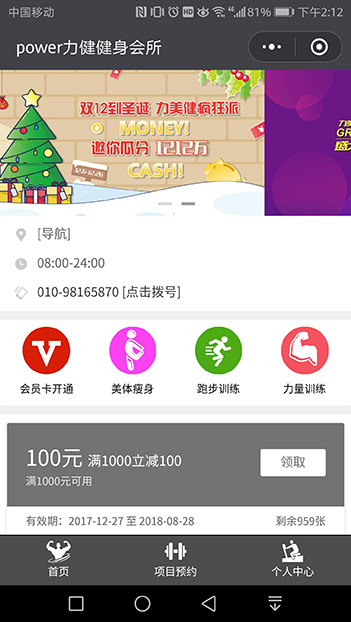 中国移动
HD
4G
81%
下午2:12
power力健健身会所
双12到圣诞 力美健疯狂派
MONEY!
邀你瓜分 1212万
CASH!
力
GR
盛大
[导航]
08:00-24:00
010-98165870 [点击拨号]
V
会员卡开通
美体瘦身
跑步训练
力量训练
100元 满1000立减100
满1000元可用
领取
有效期：2017-12-27 至 2018-08-28
剩余959张
首页
项目预约
个人中心